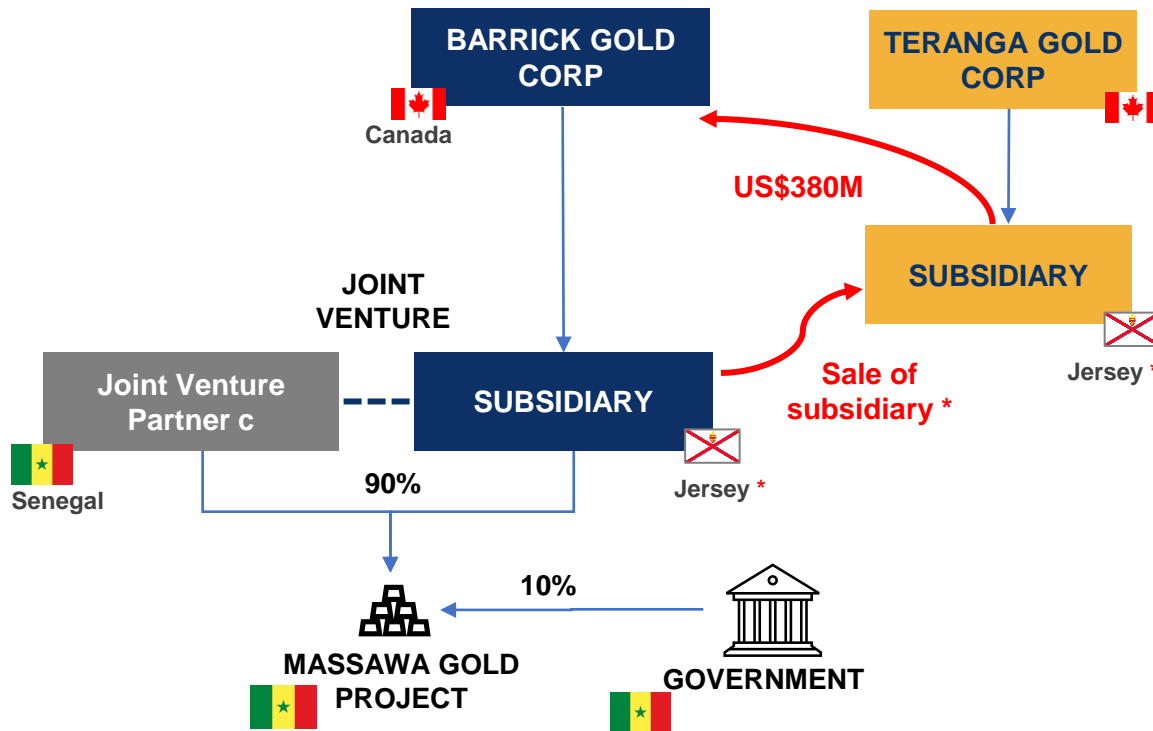 BARRICK GOLD
CORP
Canada
TERANGA GOLD
CORP
US$380M
SUBSIDIARY
Jersey *
JOINT
VENTURE
Joint Venture
Partner c
Senegal
SUBSIDIARY
Jersey *
Sale of
subsidiary *
90%
10%
MASSAWA GOLD
PROJECT
GOVERNMENT